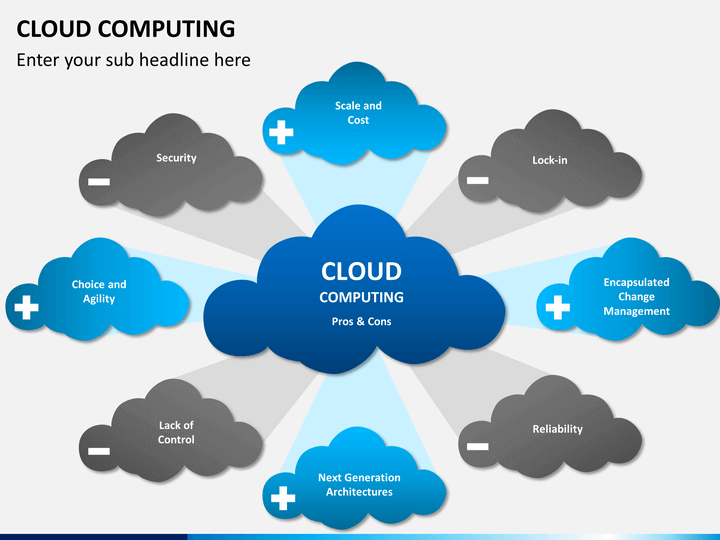 CLOUD COMPUTING
Enter your sub headline here
Scale and
Cost
Security
Lock-in
Choice and
Agility
CLOUD
COMPUTING
Pros & Cons
Encapsulated
Change
Management
Lack of
Control
Reliability
Next Generation
Architectures